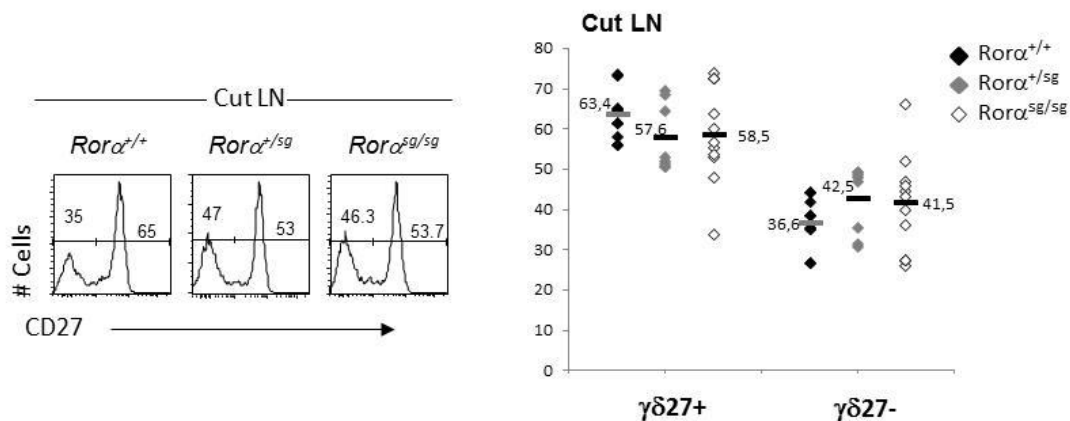 Cut LN
Rorα+/+ Rorα+/sg Rorαsg/sg
35 65
47 53
46.3 53.7
# Cells
CD27
Cut LN
80
70
60
50
40
30
20
10
0
63,4
57,6
58,5
36,6
42,5
41,5
γδ27+ γδ27-
Rorα+/+
Rorα+/sg
Rorαsg/sg